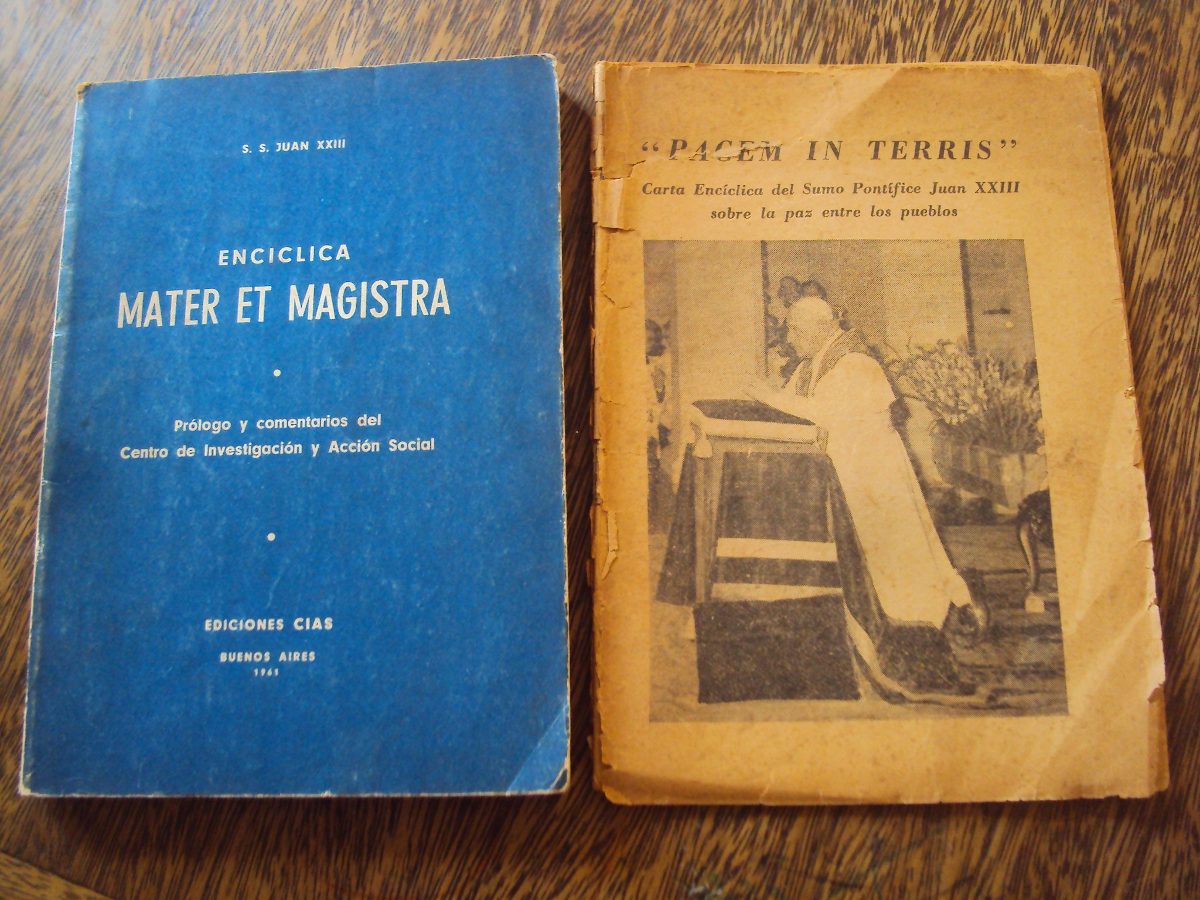 S. S. JUAN XXIII
ENCICLICA
MATER ET MAGISTRA
Prólogo y comentarios del
Centro de Investigación y Acción Social
EDICIONES CIAS
BUENOS AIRES
1961
"PACEM IN TERRIS"
Carta Encíclica del Sumo Pontífice Juan XXIII
sobre la paz entre los pueblos